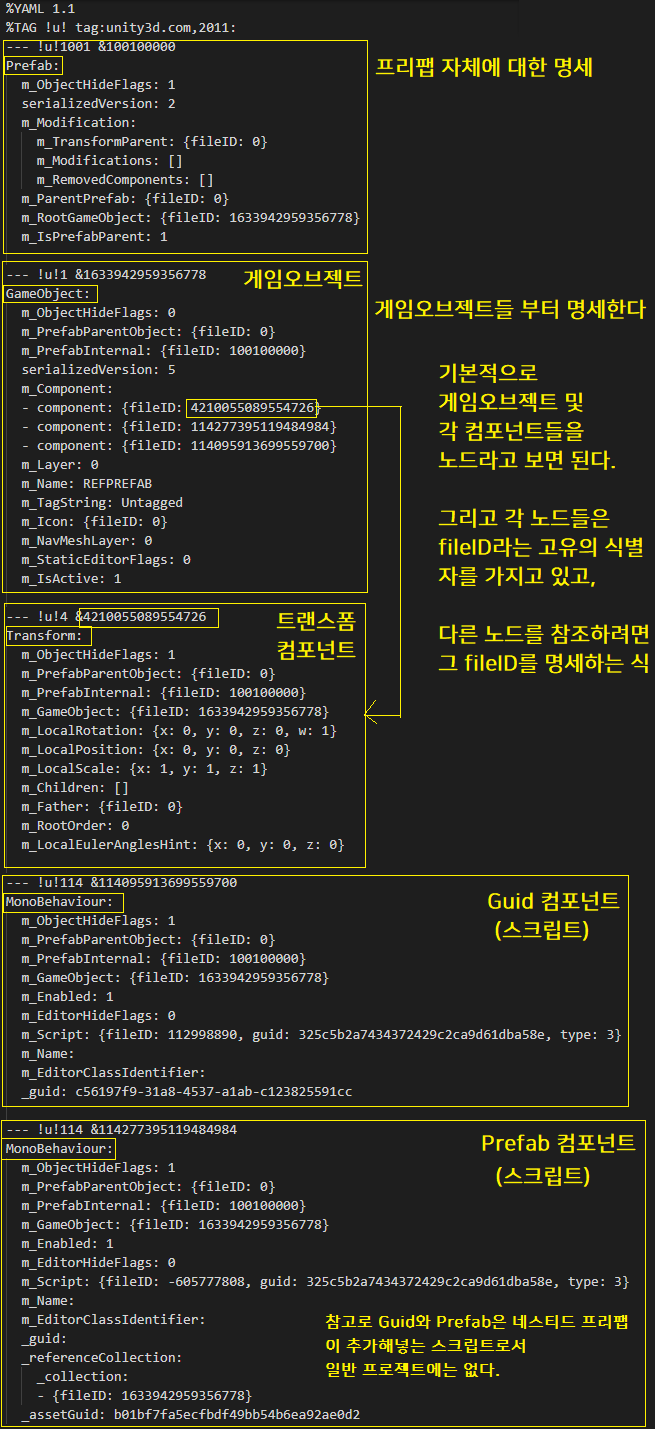 %YAML 1.1
%TAG !u! tag:unity3d.com,2011:
--- !u!1001 &100100000
Prefab:
m_ObjectHideFlags: 1
serializedVersion: 2
m_Modification:
m_TransformParent: {fileID: 0}
m_Modifications: []
m_RemovedComponents: []
m_ParentPrefab: {fileID: 0}
m_RootGameObject: {fileID: 1633942959356778}
m_IsPrefabParent: 1
프리팹 자체에 대한 명세
--- !u!1 &1633942959356778
게임오브젝트
GameObject:
m_ObjectHideFlags: 0
m_PrefabParentObject: {fileID: 0}
m_PrefabInternal: {fileID: 100100000}
serializedVersion: 5
m_Component:
- component: {fileID: 4210055089554726}
- component: {fileID: 114277395119484984}
- component: {fileID: 114095913699559700}
m_Layer: 0
m_Name: REFPREFAB
m_TagString: Untagged
m_Icon: {fileID: 0}
m_NavMeshLayer: 0
m_StaticEditorFlags: 0
m_IsActive: 1
게임오브젝트들 부터 명세한다
기본적으로
게임오브젝트 및
각 컴포넌트들을
노드라고 보면 된다.
그리고 각 노드들은
fileID라는 고유의 식별
자를 가지고 있고,
다른 노드를 참조하려면
그 fileID를 명세하는 식
--- !u!4 &4210055089554726
트랜스폼
컴포넌트
Transform:
m_ObjectHideFlags: 1
m_PrefabParentObject: {fileID: 0}
m_PrefabInternal: {fileID: 100100000}
m_GameObject: {fileID: 1633942959356778}
m_LocalRotation: {x: 0, y: 0, z: 0, w: 1}
m_LocalPosition: {x: 0, y: 0, z: 0}
m_LocalScale: {x: 1, y: 1, z: 1}
m_Children: []
m_Father: {fileID: 0}
m_RootOrder: 0
m_LocalEulerAnglesHint: {x: 0, y: 0, z: 0}
--- !u!114 &114095913699559700
MonoBehaviour:
Guid 컴포넌트
(스크립트)
m_ObjectHideFlags: 1
m_PrefabParentObject: {fileID: 0}
m_PrefabInternal: {fileID: 100100000}
m_GameObject: {fileID: 1633942959356778}
m_Enabled: 1
m_EditorHideFlags: 0
m_Script: {fileID: 112998890, guid: 325c5b2a7434372429c2ca9d61dba58e, type: 3}
m_Name:
m_EditorClassIdentifier:
_guid: c56197f9-31a8-4537-a1ab-c123825591cc
--- !u!114 &114277395119484984
MonoBehaviour:
Prefab 컴포넌트
(스크립트)
m_ObjectHideFlags: 1
m_PrefabParentObject: {fileID: 0}
m_PrefabInternal: {fileID: 100100000}
m_GameObject: {fileID: 1633942959356778}
m_Enabled: 1
m_EditorHideFlags: 0
m_Script: {fileID: -605777808, guid: 325c5b2a7434372429c2ca9d61dba58e, type: 3}
m_Name:
m_EditorClassIdentifier:
_guid:
_referenceCollection:
_collection:
- {fileID: 1633942959356778}
_assetGuid: b01bf7fa5ecfbdf49bb54b6ea92ae0d2
참고로 Guid와 Prefab은 네스티드 프리팹
이 추가해넣는 스크립트로서
일반 프로젝트에는 없다.